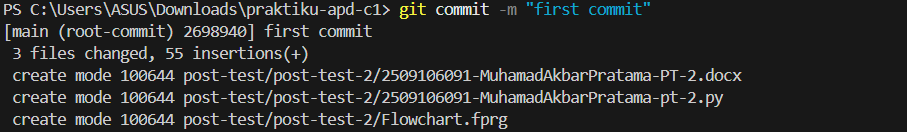 PS C:\Users\ASUS\Downloads\praktiku-apd-c1> git commit -m "first commit"
[main (root-commit) 2698940] first commit
 3 files changed, 55 insertions(+)
 create mode 100644 post-test/post-test-2/2509106091-MuhamadAkbarPratama-PT-2.docx
 create mode 100644 post-test/post-test-2/2509106091-MuhamadAkbarPratama-pt-2.py
 create mode 100644 post-test/post-test-2/Flowchart.fprg